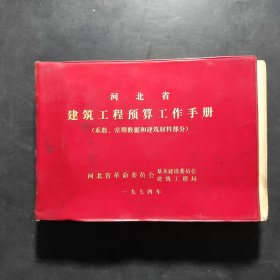 河北省
建筑工程预算工作手册
（系数、常用数据和建筑材料部分）
河北省革命委员会 基本建设委员会
建筑工程局
一九七四年